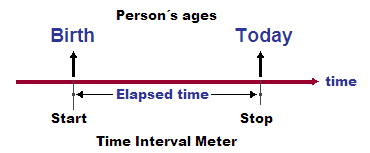 Person´s ages
Birth Today
time
Elapsed time
Start Stop
Time Interval Meter